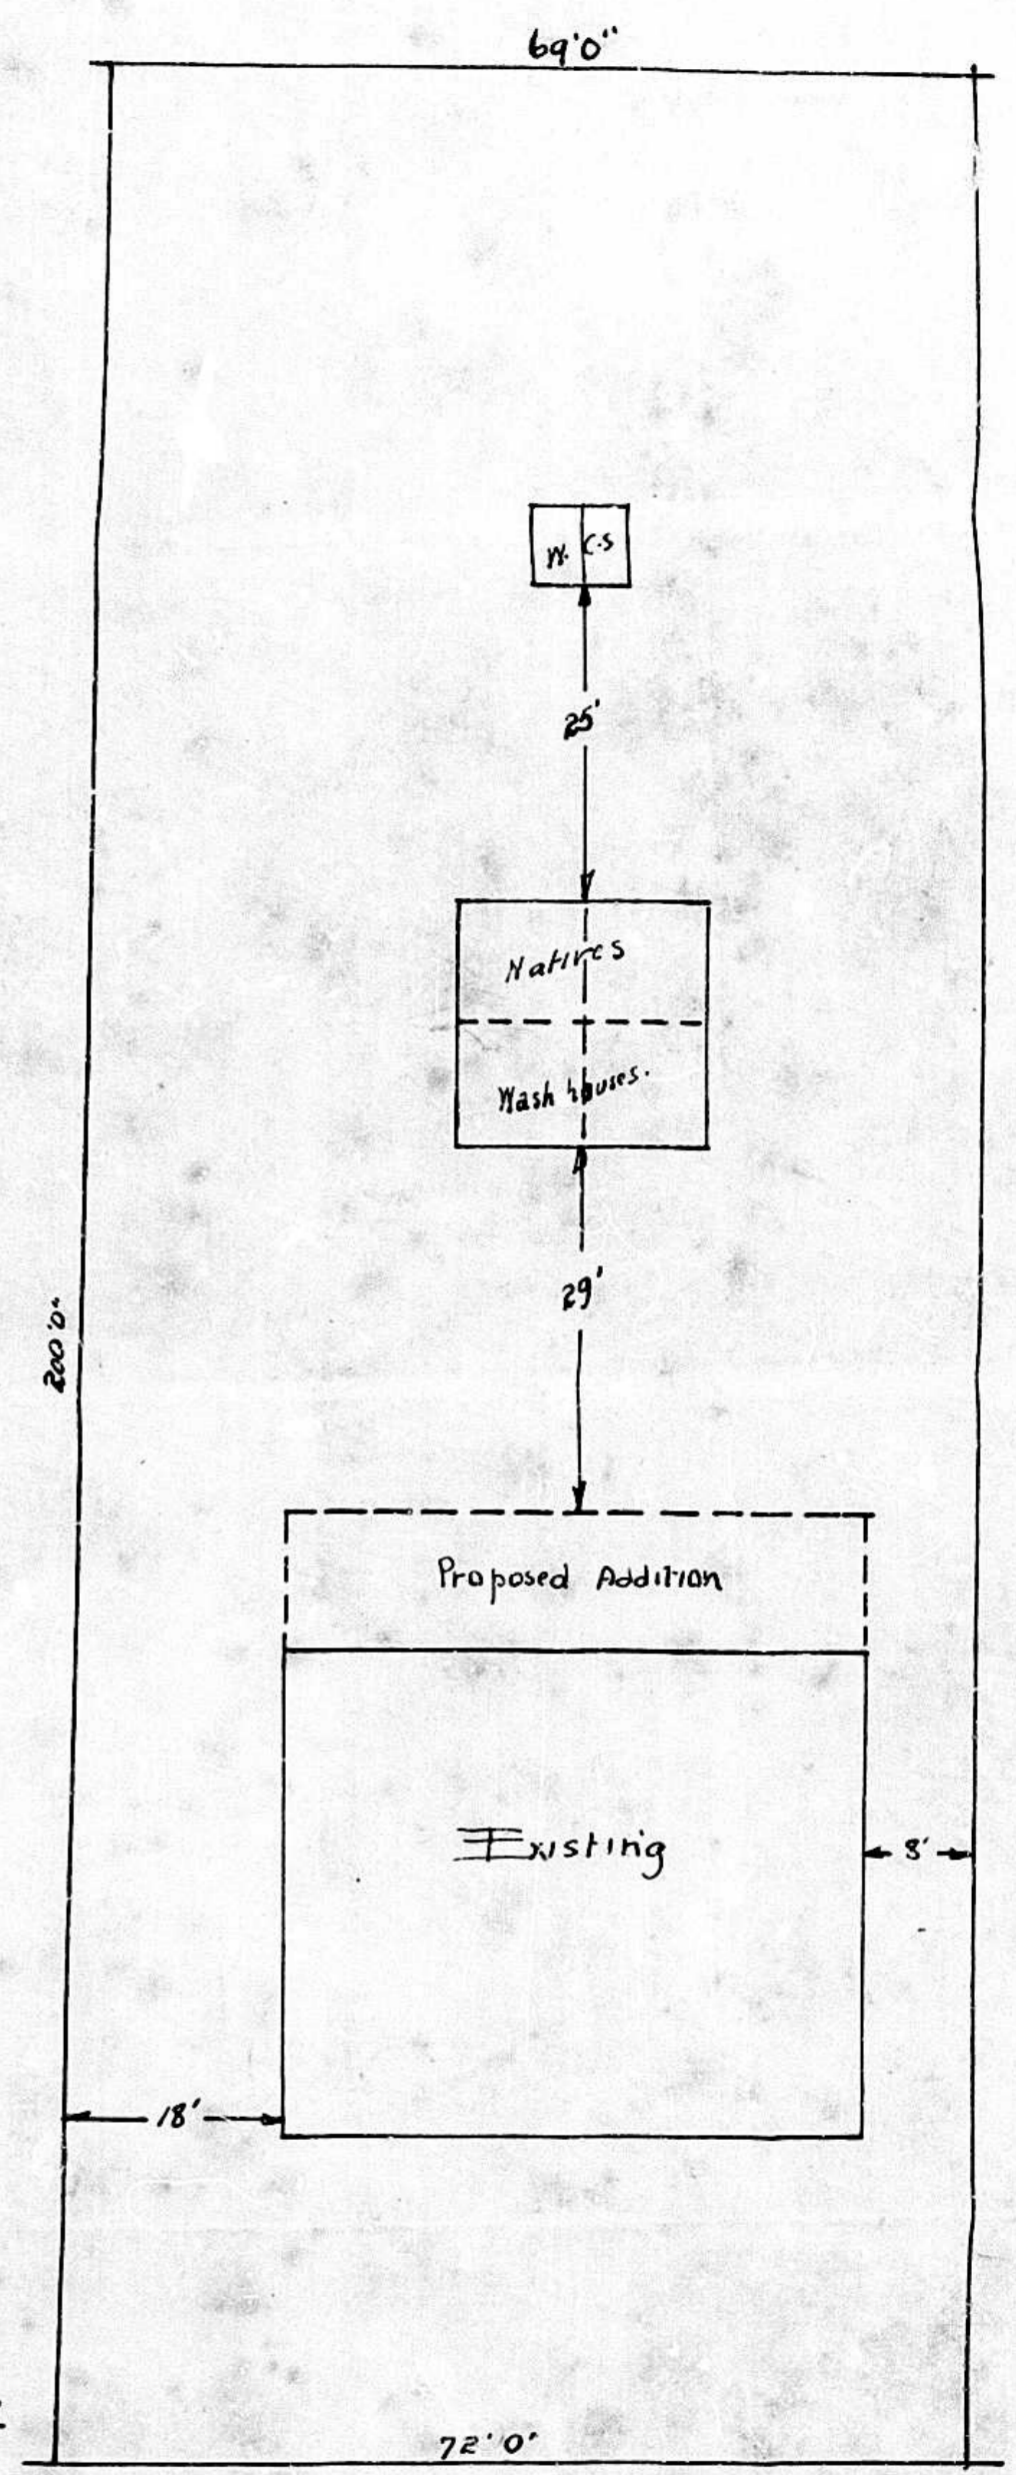 69'0"
W. C.S
25'
Natives
Wash houses.
29'
200'0"
Proposed Addition
Existing
8'
18'
72'0"